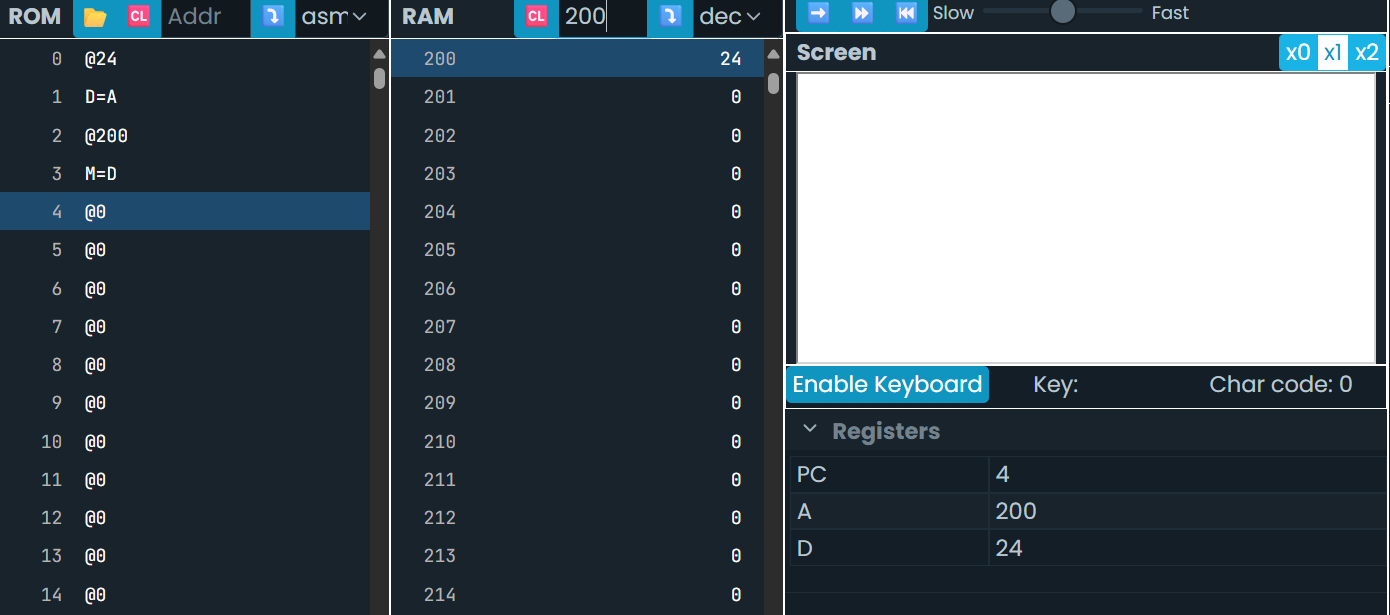 ROM CL Addr asm
0 @24
1 D=A
2 @200
3 M=D
4 @0
5 @0
6 @0
7 @0
8 @0
9 @0
10 @0
11 @0
12 @0
13 @0
14 @0
RAM CL 200 dec
200 24
201 0
202 0
203 0
204 0
205 0
206 0
207 0
208 0
209 0
210 0
211 0
212 0
213 0
214 0
Slow Fast
Screen x0 x1 x2
Enable Keyboard Key: Char code: 0
Registers
PC 4
A 200
D 24